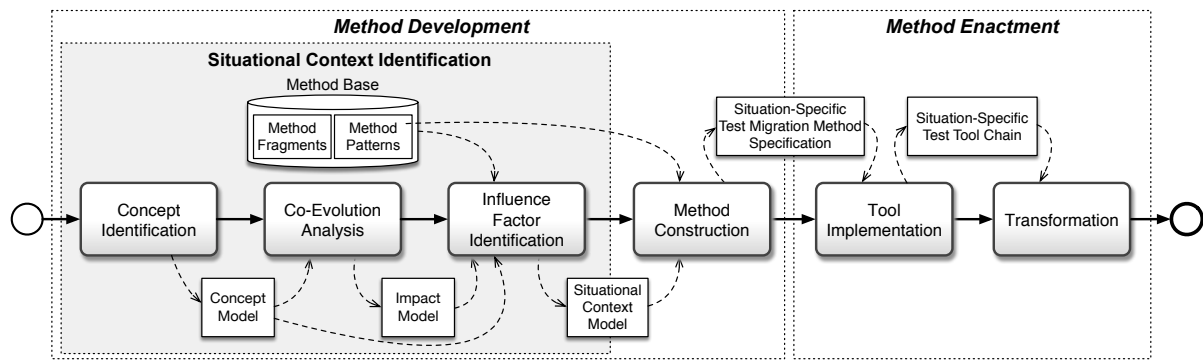 Method Development
Method Enactment
Situational Context Identification
Method Base
Method
Fragments
Method
Patterns
Situation-Specific
Test Migration Method
Specification
Situation-Specific
Test Tool Chain
Concept
Identification
Co-Evolution
Analysis
Influence
Factor
Identification
Method
Construction
Tool
Implementation
Transformation
Concept
Model
Impact
Model
Situational
Context
Model